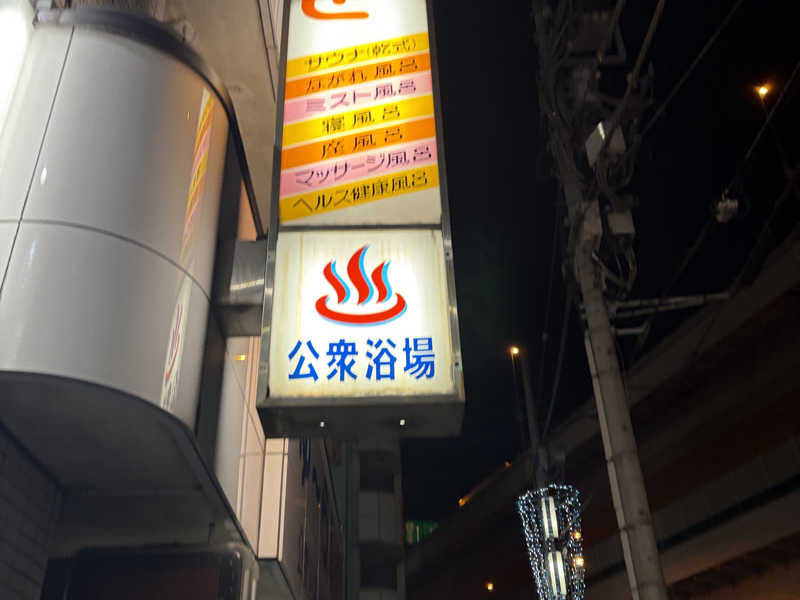 サウナ(乾式)
ながれ風呂
ミスト風呂
寝風呂
座風呂
マッサージ風呂
ヘルス健康風呂
公衆浴場